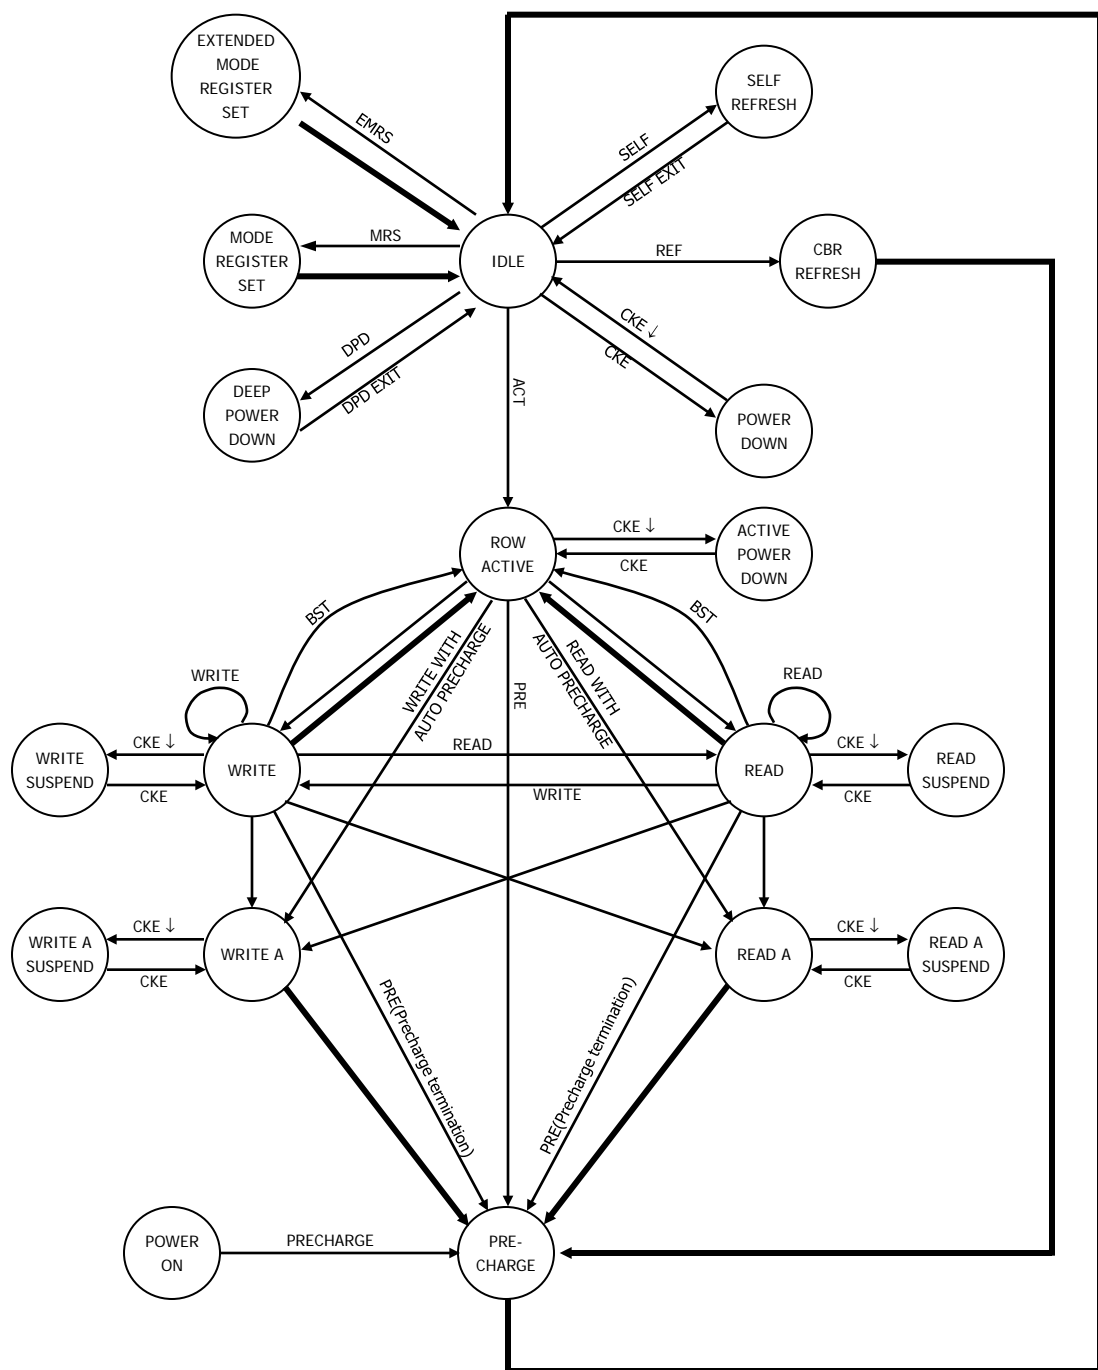 EXTENDED
MODE
REGISTER
SET
SELF
REFRESH
EMRS
SELF
SELF EXIT
MODE
REGISTER
SET
MRS
IDLE
REF
CBR
REFRESH
DPD
DPD EXIT
CKE ↓
CKE
DEEP
POWER
DOWN
ACT
POWER
DOWN
ROW
ACTIVE
CKE ↓
CKE
ACTIVE
POWER
DOWN
BST
BST
WRITE WITH
AUTO PRECHARGE
PRE
READ WITH
AUTO PRECHARGE
WRITE
READ
WRITE
SUSPEND
CKE ↓
CKE
WRITE
READ
WRITE
READ
CKE ↓
CKE
READ
SUSPEND
WRITE A
SUSPEND
CKE ↓
CKE
WRITE A
READ A
CKE ↓
CKE
READ A
SUSPEND
PRE(Precharge termination)
PRE(Precharge termination)
POWER
ON
PRECHARGE
PRE-
CHARGE